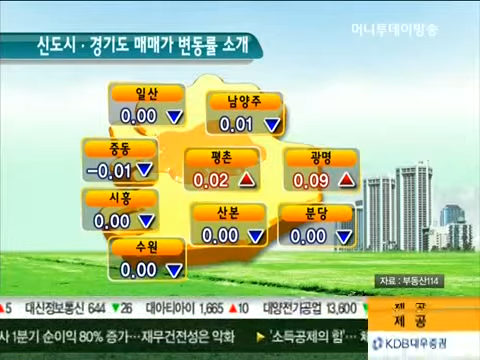 신도시 · 경기도 매매가 변동률 소개
머니투데이방송
일산
0.00 ▼
남양주
0.01 ▼
중동
-0.01 ▼
평촌
0.02 ▲
광명
0.09 ▲
시흥
0.00 ▼
산본
0.00 ▼
분당
0.00 ▼
수원
0.00 ▼
자료 : 부동산114
▲5 대신정보통신 644 ▼26 대아티아이 1,665 ▲10 대양전기공업 13,600
제 공
제 공
사 1분기 순이익 80% 증가…재무건전성은 악화 ▶ '소득공제의 힘'…
KDB대우증권